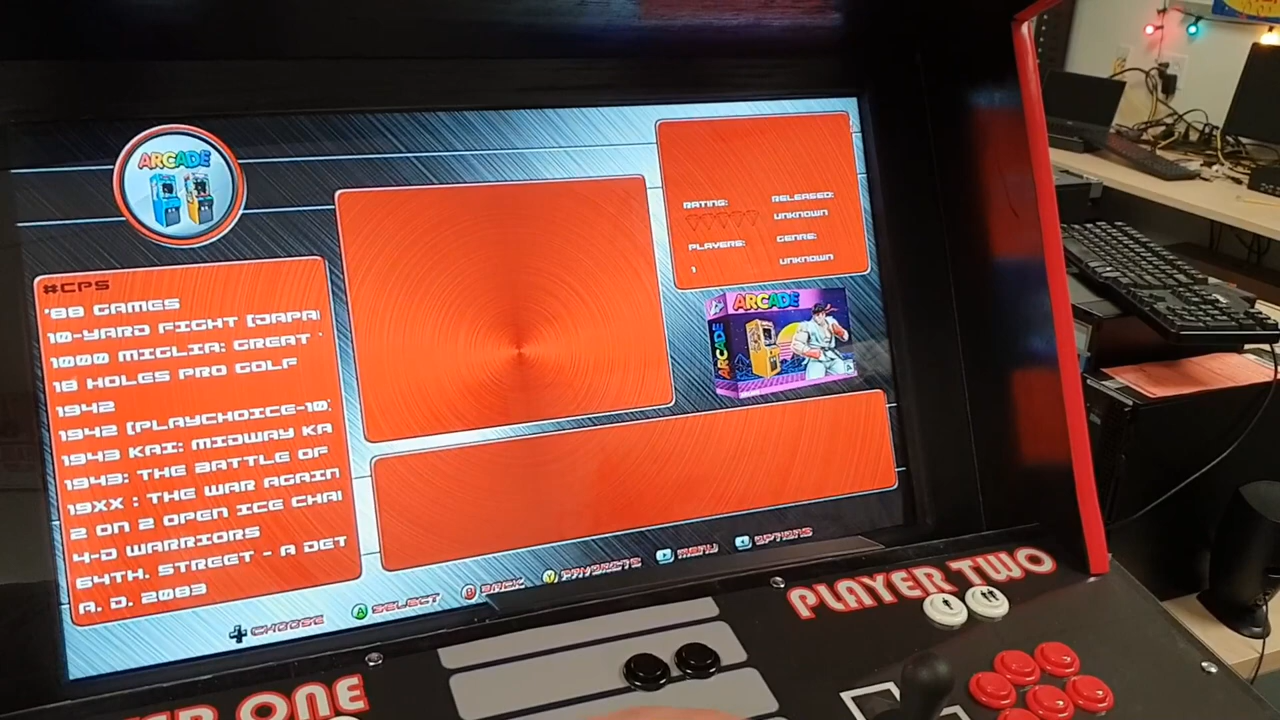 ARCADE
#CPS
'88 GAMES
10-YARD FIGHT [JAPA
1000 MIGLIA: GREAT
18 HOLES PRO GOLF
1942
1942 [PLAYCHOICE-10]
1943 KAI: MIDWAY KA
1943: THE BATTLE OF
19XX : THE WAR AGAIN
2 ON 2 OPEN ICE CHAL
4-D WARRIORS
64TH. STREET - A DET
A. D. 2083
RATING:
RELEASED:
UNKNOWN
PLAYERS:
1
GENRE:
UNKNOWN
ARCADE
ARCADE
CHOOSE
A SELECT
B BACK
Y FAVORITE
MENU
OPTIONS
PLAYER TWO
ER ONE